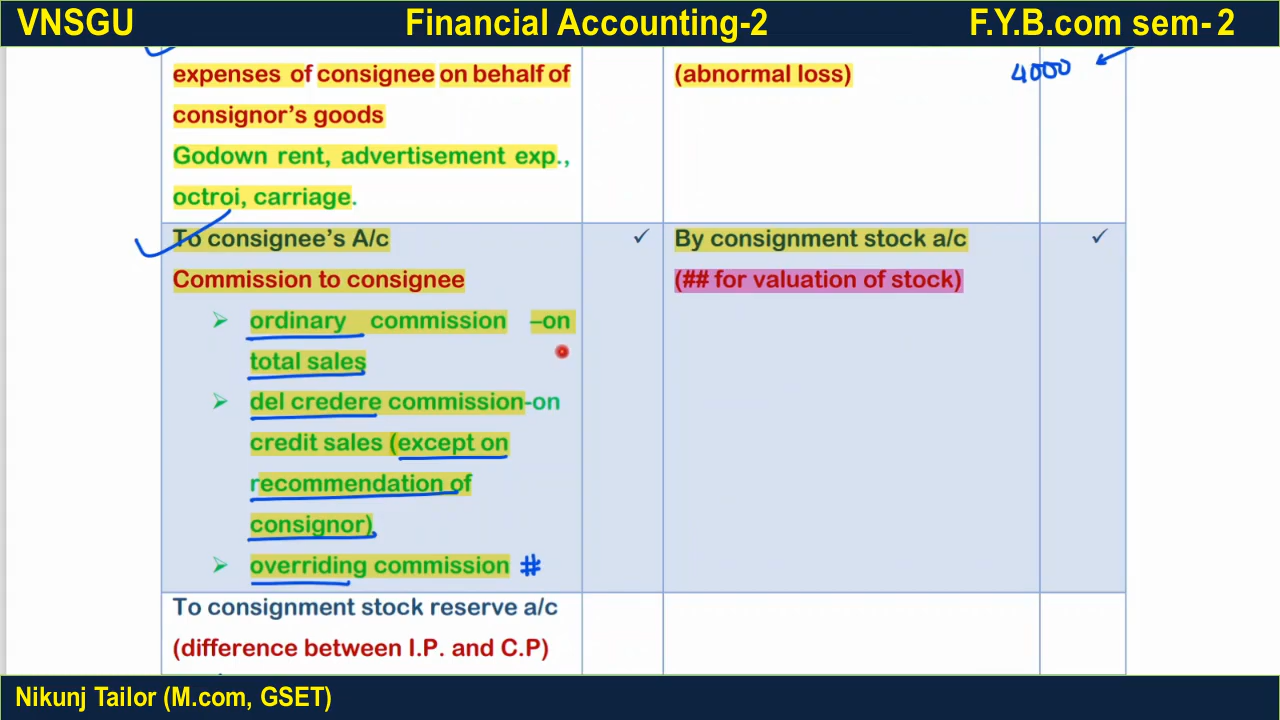 VNSGU Financial Accounting-2 F.Y.B.com sem- 2
expenses of consignee on behalf of
consignor's goods
Godown rent, advertisement exp.,
octroi, carriage.
(abnormal loss)
4000
To consignee's A/c ✓
Commission to consignee
➢ ordinary commission –on
total sales
➢ del credere commission-on
credit sales (except on
recommendation of
consignor)
➢ overriding commission #
By consignment stock a/c ✓
(## for valuation of stock)
To consignment stock reserve a/c
(difference between I.P. and C.P)
Nikunj Tailor (M.com, GSET)